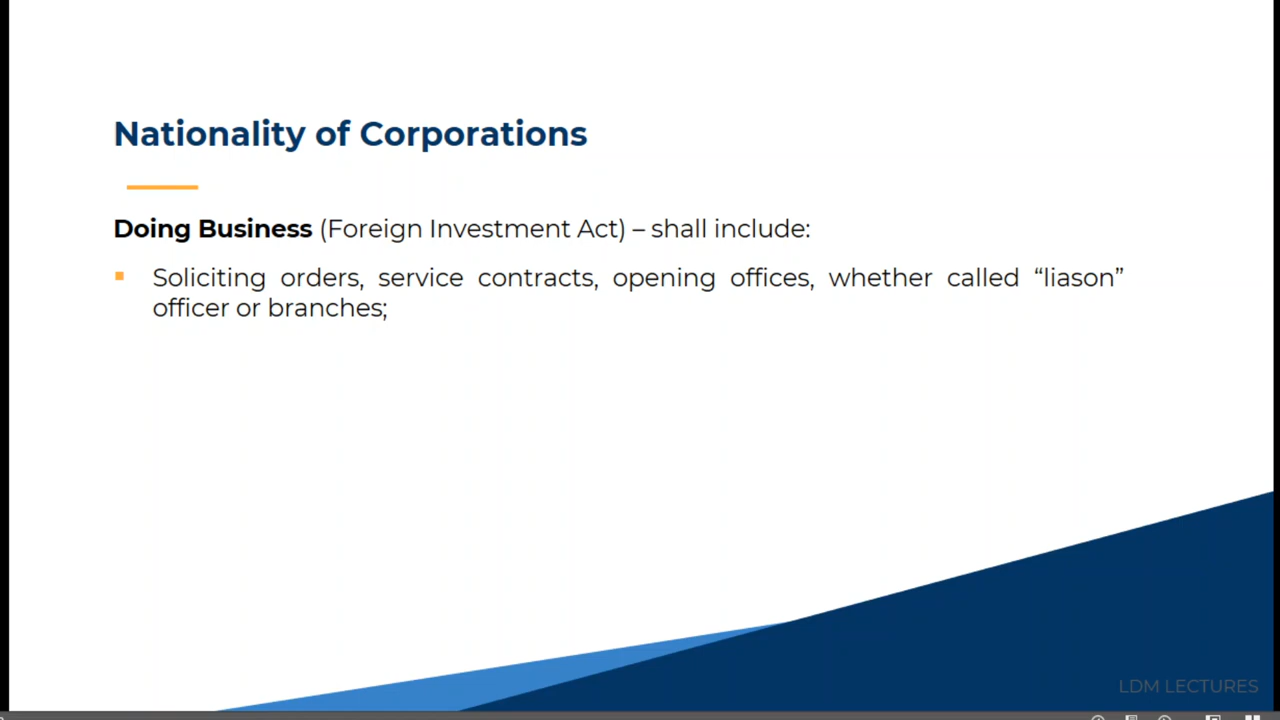 Nationality of Corporations
Doing Business (Foreign Investment Act) – shall include:
Soliciting orders, service contracts, opening offices, whether called “liason”
officer or branches;
LDM LECTURES